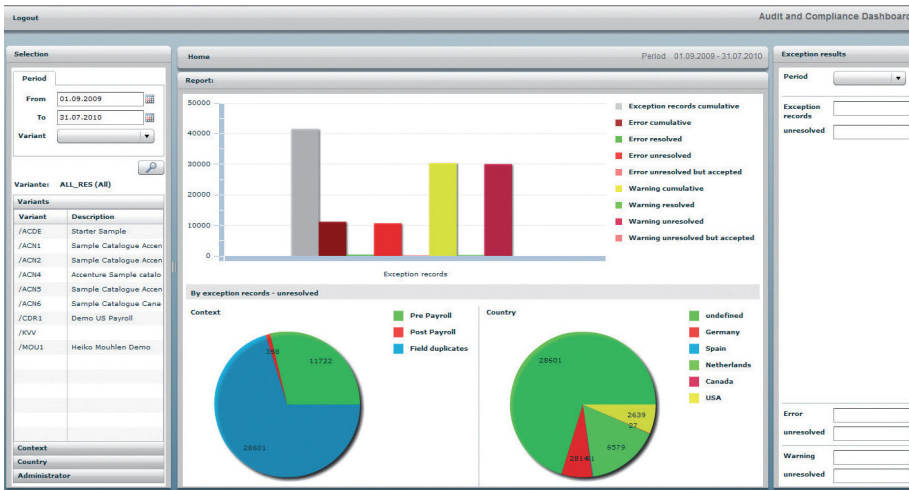 Logout
Audit and Compliance Dashboard
Selection
Period
From 01.09.2009
To 31.07.2010
Variant
Variante: ALL_RES (All)
Variants
Variant Description
/ACDE Starter Sample
/ACN1 Sample Catalogue Accen
/ACN2 Sample Catalogue Accen
/ACN4 Accenture Sample catalo
/ACN5 Sample Catalogue Accen
/ACN6 Sample Catalogue Cana
/CDR1 Demo US Payroll
/KVV
/MOU1 Heiko Mouhlen Demo
Context
Country
Administrator
Home
Period 01.09.2009 - 31.07.2010
Report:
50000
40000
30000
20000
10000
0
Exception records
Exception records cumulative
Error cumulative
Error resolved
Error unresolved
Error unresolved but accepted
Warning cumulative
Warning resolved
Warning unresolved
Warning unresolved but accepted
By exception records - unresolved
Context
11722
28601
Pre Payroll
Post Payroll
Field duplicates
Country
28601
2639
27
6579
undefined
Germany
Spain
Netherlands
Canada
USA
Exception results
Period
Exception
records
unresolved
Error
unresolved
Warning
unresolved